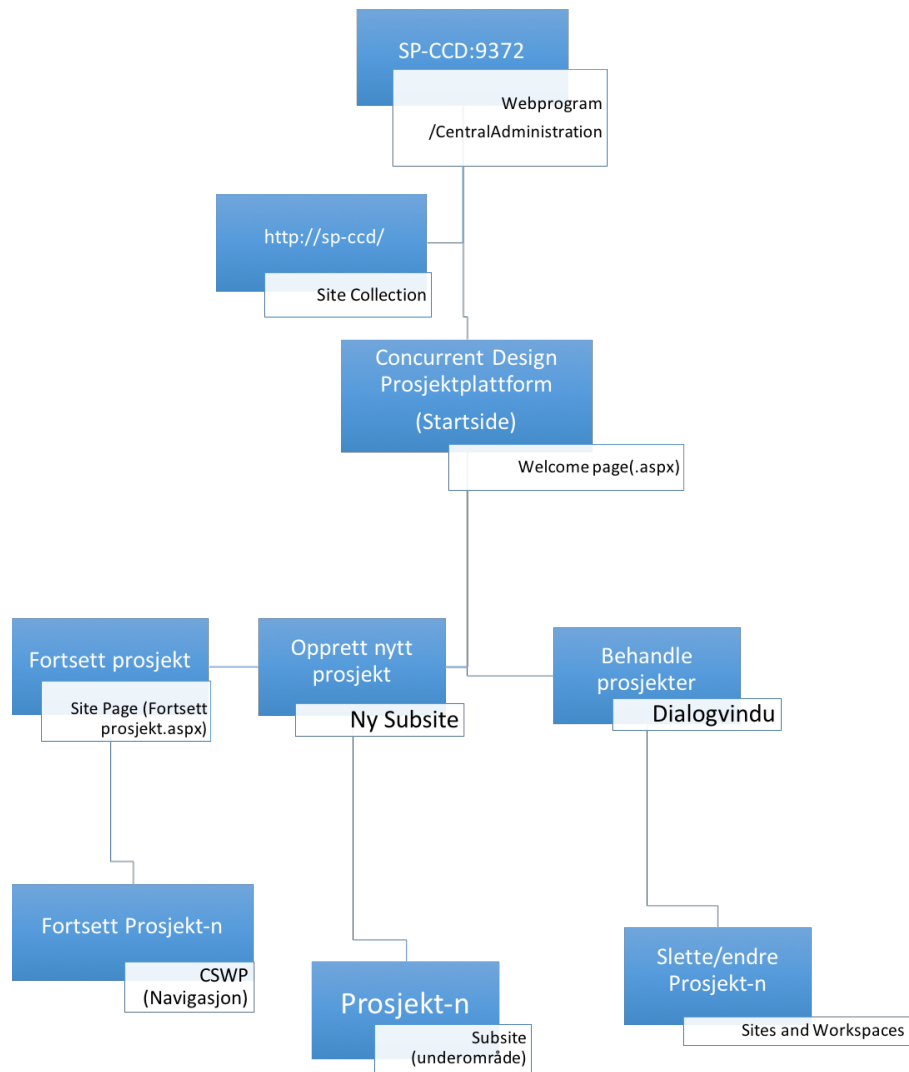 SP-CCD:9372
Webprogram
/CentralAdministration
http://sp-ccd/
Site Collection
Concurrent Design
Prosjektplattform
(Startside)
Welcome page(.aspx)
Fortsett prosjekt
Site Page (Fortsett
prosjekt.aspx)
Opprett nytt
prosjekt
Ny Subsite
Behandle
prosjekter
Dialogvindu
Fortsett Prosjekt-n
CSWP
(Navigasjon)
Prosjekt-n
Subsite
(underområde)
Slette/endre
Prosjekt-n
Sites and Workspaces